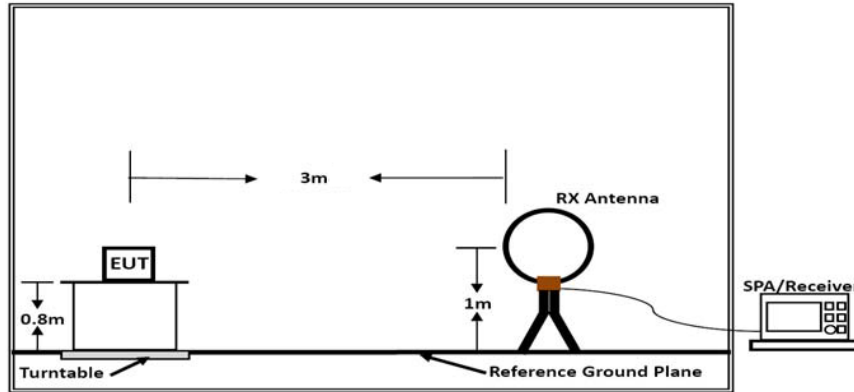 3m
RX Antenna
EUT
SPA/Receiver
1m
0.8m
Turntable
Reference Ground Plane